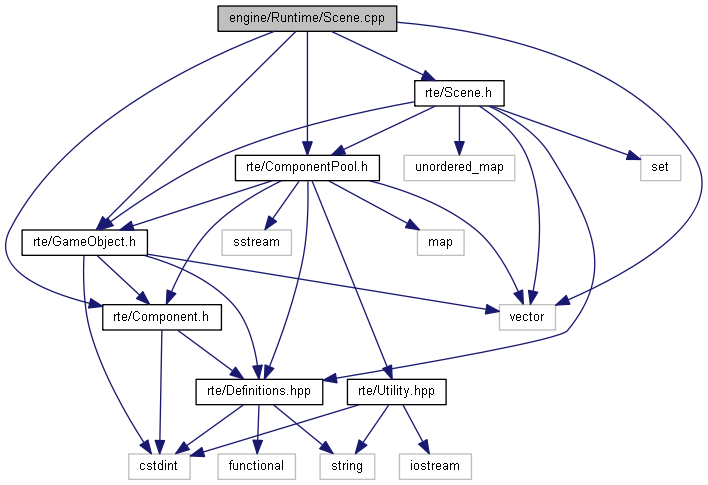 engine/Runtime/Scene.cpp
rte/Scene.h
rte/ComponentPool.h
unordered_map
set
rte/GameObject.h
sstream
map
rte/Component.h
vector
rte/Definitions.hpp
rte/Utility.hpp
cstdint
functional
string
iostream